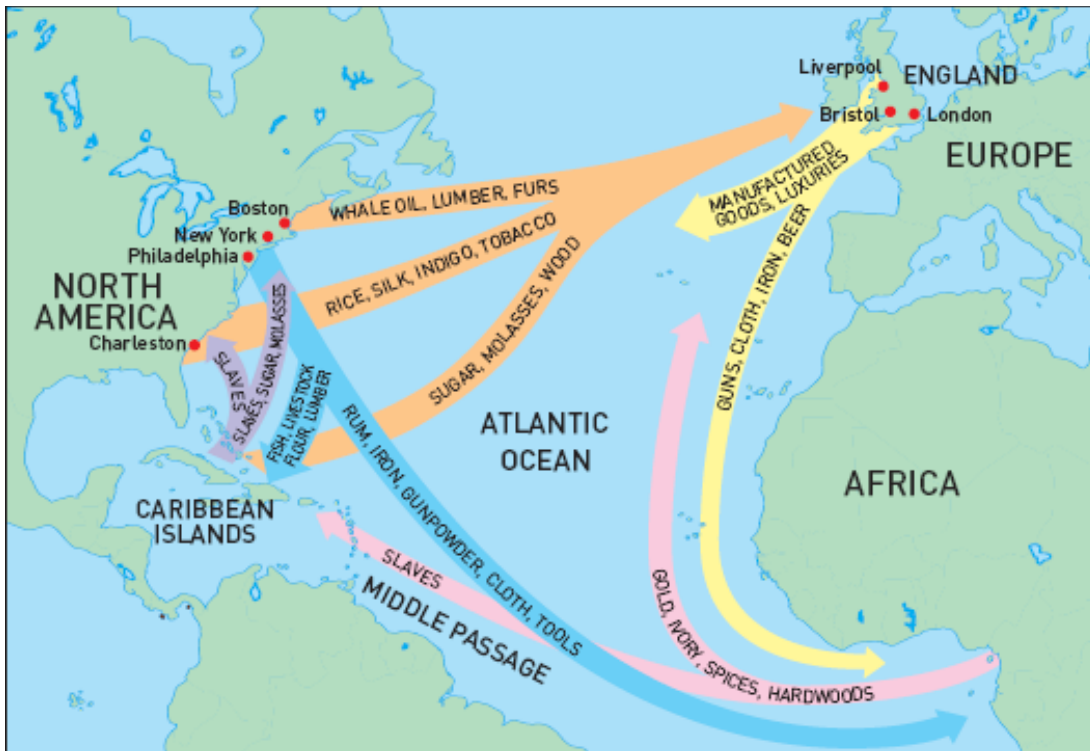 Liverpool
ENGLAND
Bristol
London
EUROPE
MANUFACTURED
GOODS, LUXURIES
WHALE OIL, LUMBER, FURS
Boston
New York
Philadelphia
RICE, SILK, INDIGO, TOBACCO
NORTH
AMERICA
Charleston
SLAVES
SLAVES, SUGAR, MOLASSES
FISH, LIVESTOCK
FLOUR, LUMBER
SUGAR, MOLASSES, WOOD
GUNS, CLOTH, IRON, BEER
ATLANTIC
OCEAN
AFRICA
CARIBBEAN
ISLANDS
RUM, IRON, GUNPOWDER, CLOTH, TOOLS
SLAVES
MIDDLE PASSAGE
GOLD, IVORY, SPICES, HARDWOODS